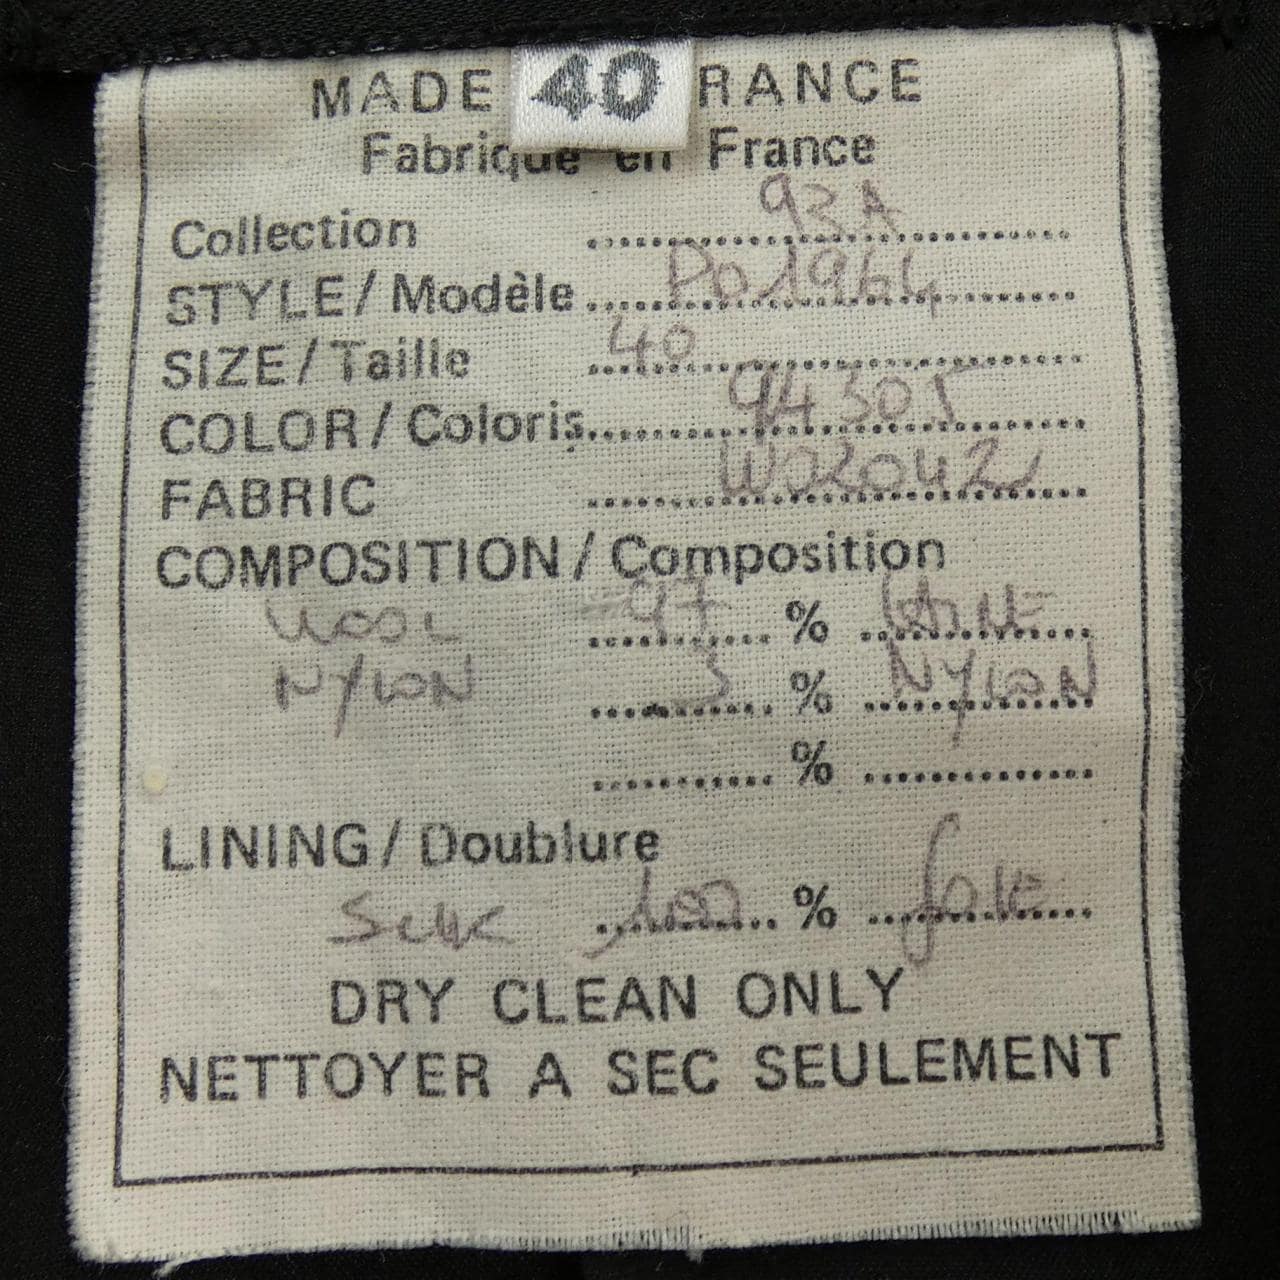 40
MADE RANCE
Fabrique en France
Collection 93A
STYLE/Modèle P01964
SIZE/Taille 40
COLOR/Coloris 94305
FABRIC W02042
COMPOSITION/Composition
WOOL 97 % LAINE
NYLON 3 % NYLON
%
LINING/Doublure
Silk 100 % soie
DRY CLEAN ONLY
NETTOYER A SEC SEULEMENT